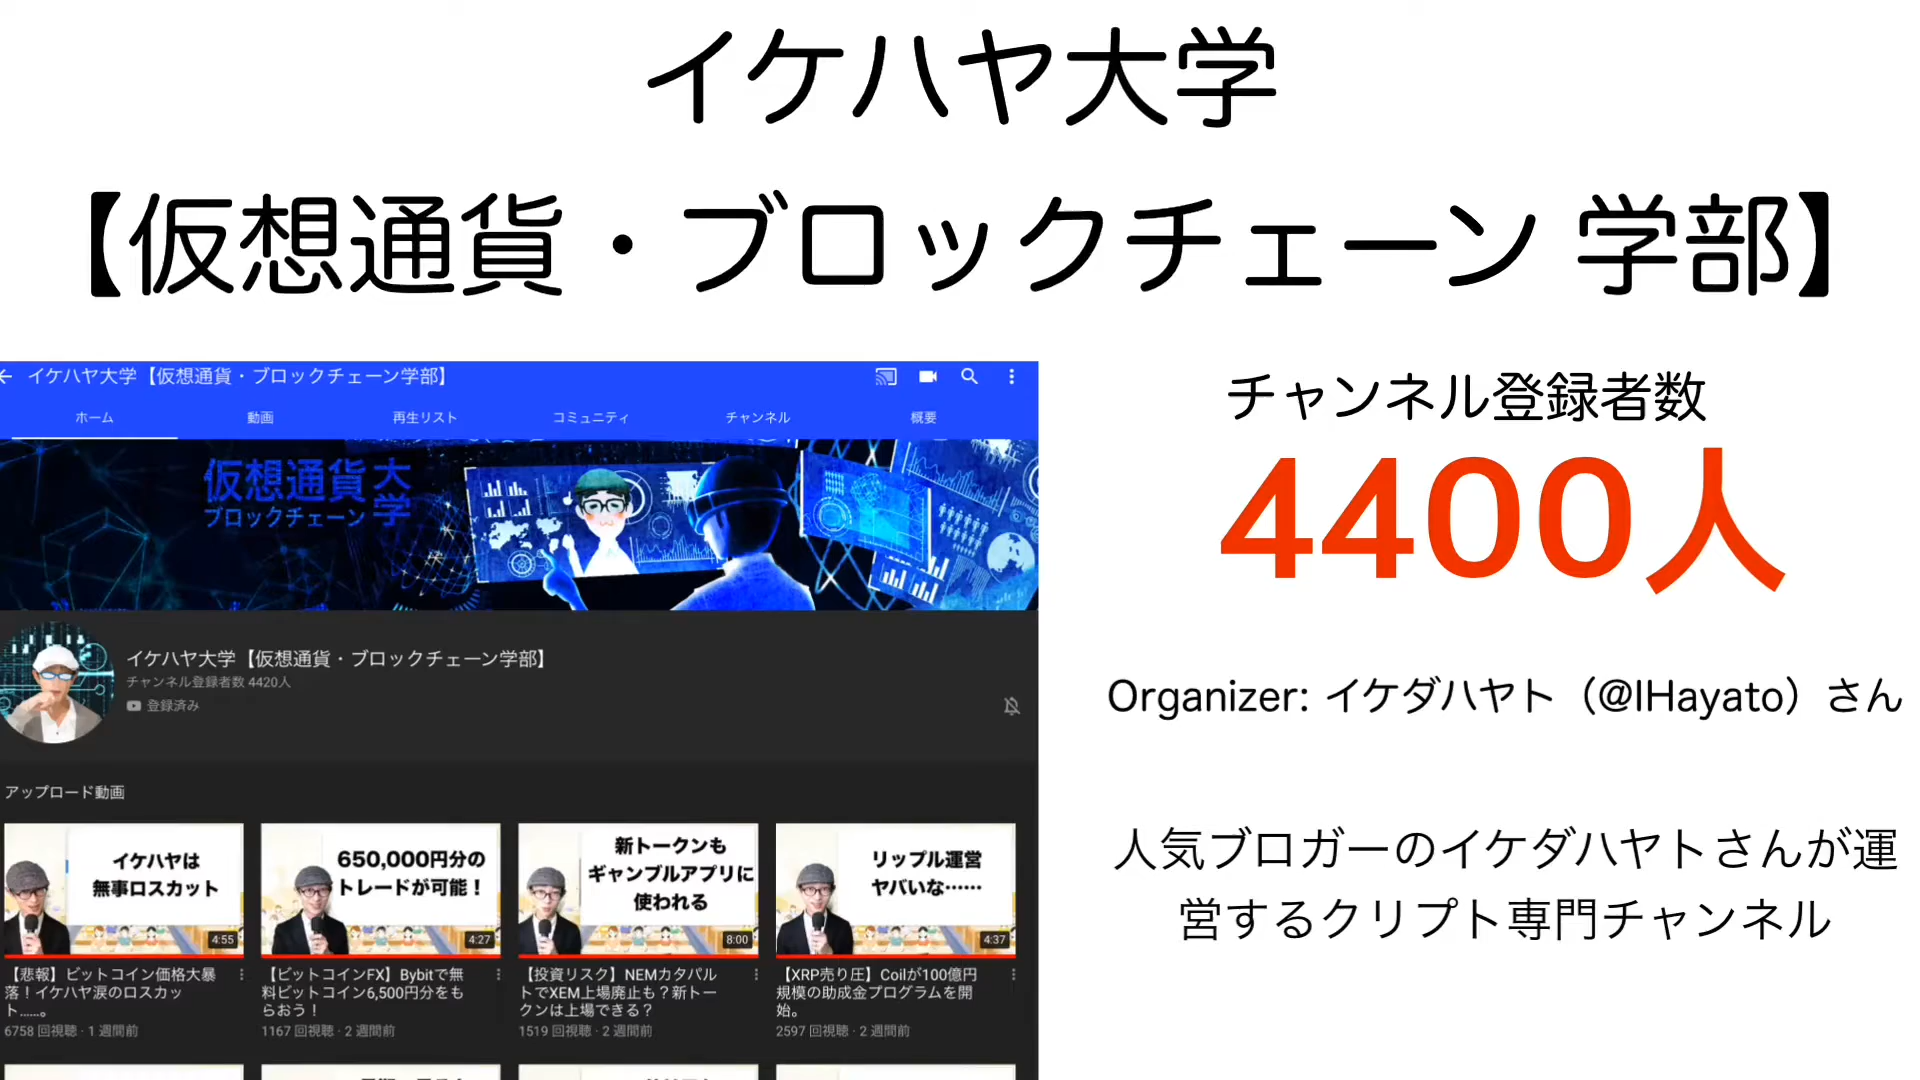 イケハヤ大学
【仮想通貨・ブロックチェーン 学部】
イケハヤ大学【仮想通貨・ブロックチェーン学部】
ホーム 動画 再生リスト コミュニティ チャンネル 概要
仮想通貨 大学
ブロックチェーン
イケハヤ大学【仮想通貨・ブロックチェーン学部】
チャンネル登録者数 4420人
登録済み
アップロード動画
イケハヤは
無事ロスカット
4:55
【悲報】ビットコイン価格大暴
落！イケハヤ涙のロスカッ
ト......。
6758 回視聴・1 週間前
650,000円分の
トレードが可能！
4:27
【ビットコインFX】Bybitで無
料ビットコイン6,500円分をも
らおう！
1167 回視聴・2 週間前
新トークンも
ギャンブルアプリに
使われる
8:00
【投資リスク】NEMカタパル
トでXEM上場廃止も？新トー
クンは上場できる？
1519 回視聴・2 週間前
リップル運営
ヤバいな……
4:37
【XRP売り圧】Coilが100億円
規模の助成金プログラムを開
始。
2597 回視聴・2 週間前
チャンネル登録者数
4400人
Organizer: イケダハヤト（@IHayato）さん
人気ブロガーのイケダハヤトさんが運
営するクリプト専門チャンネル